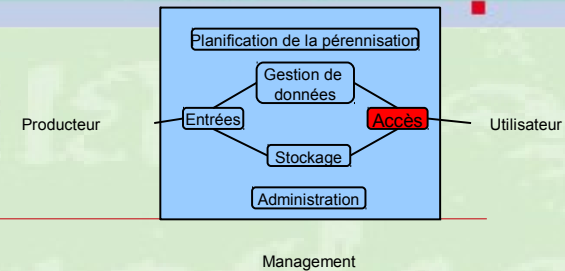 Planification de la pérennisation
Gestion de
données
Producteur
Entrées
Accès
Utilisateur
Stockage
Administration
Management